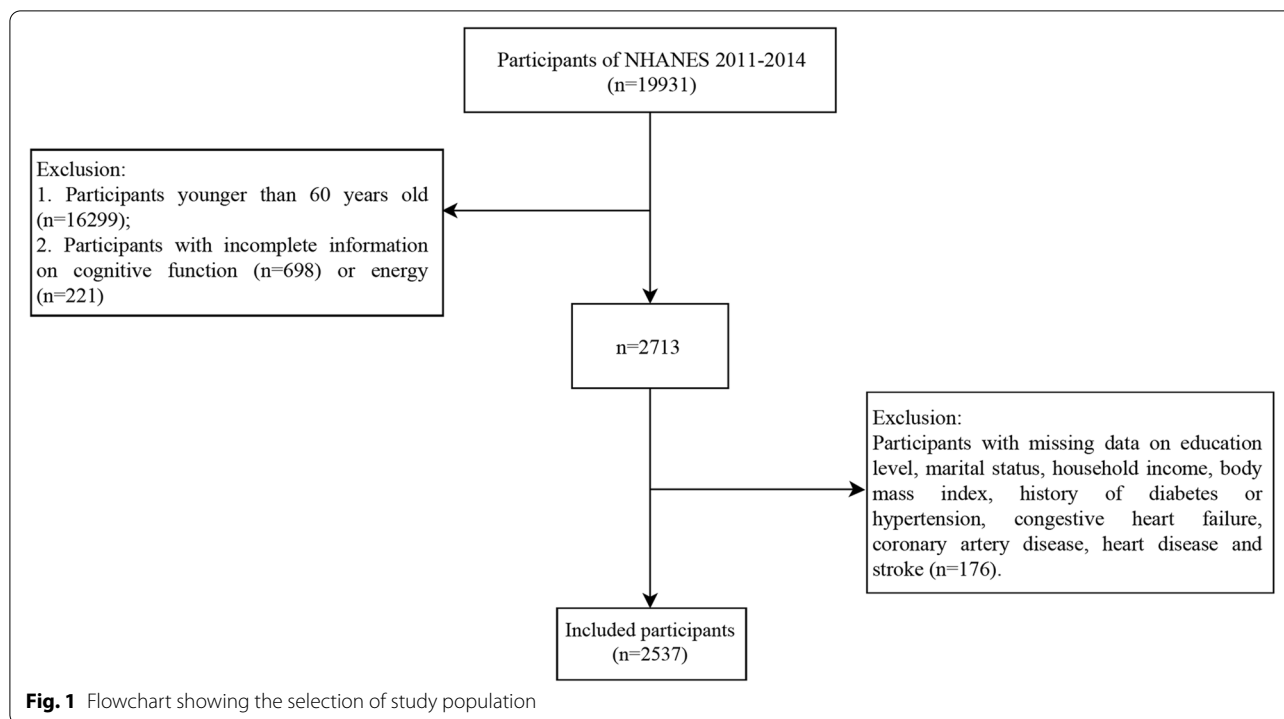 Participants of NHANES 2011-2014
(n=19931)
Exclusion:
1. Participants younger than 60 years old
(n=16299);
2. Participants with incomplete information
on cognitive function (n=698) or energy
(n=221)
n=2713
Exclusion:
Participants with missing data on education
level, marital status, household income, body
mass index, history of diabetes or
hypertension, congestive heart failure,
coronary artery disease, heart disease and
stroke (n=176).
Included participants
(n=2537)
Fig. 1 Flowchart showing the selection of study population